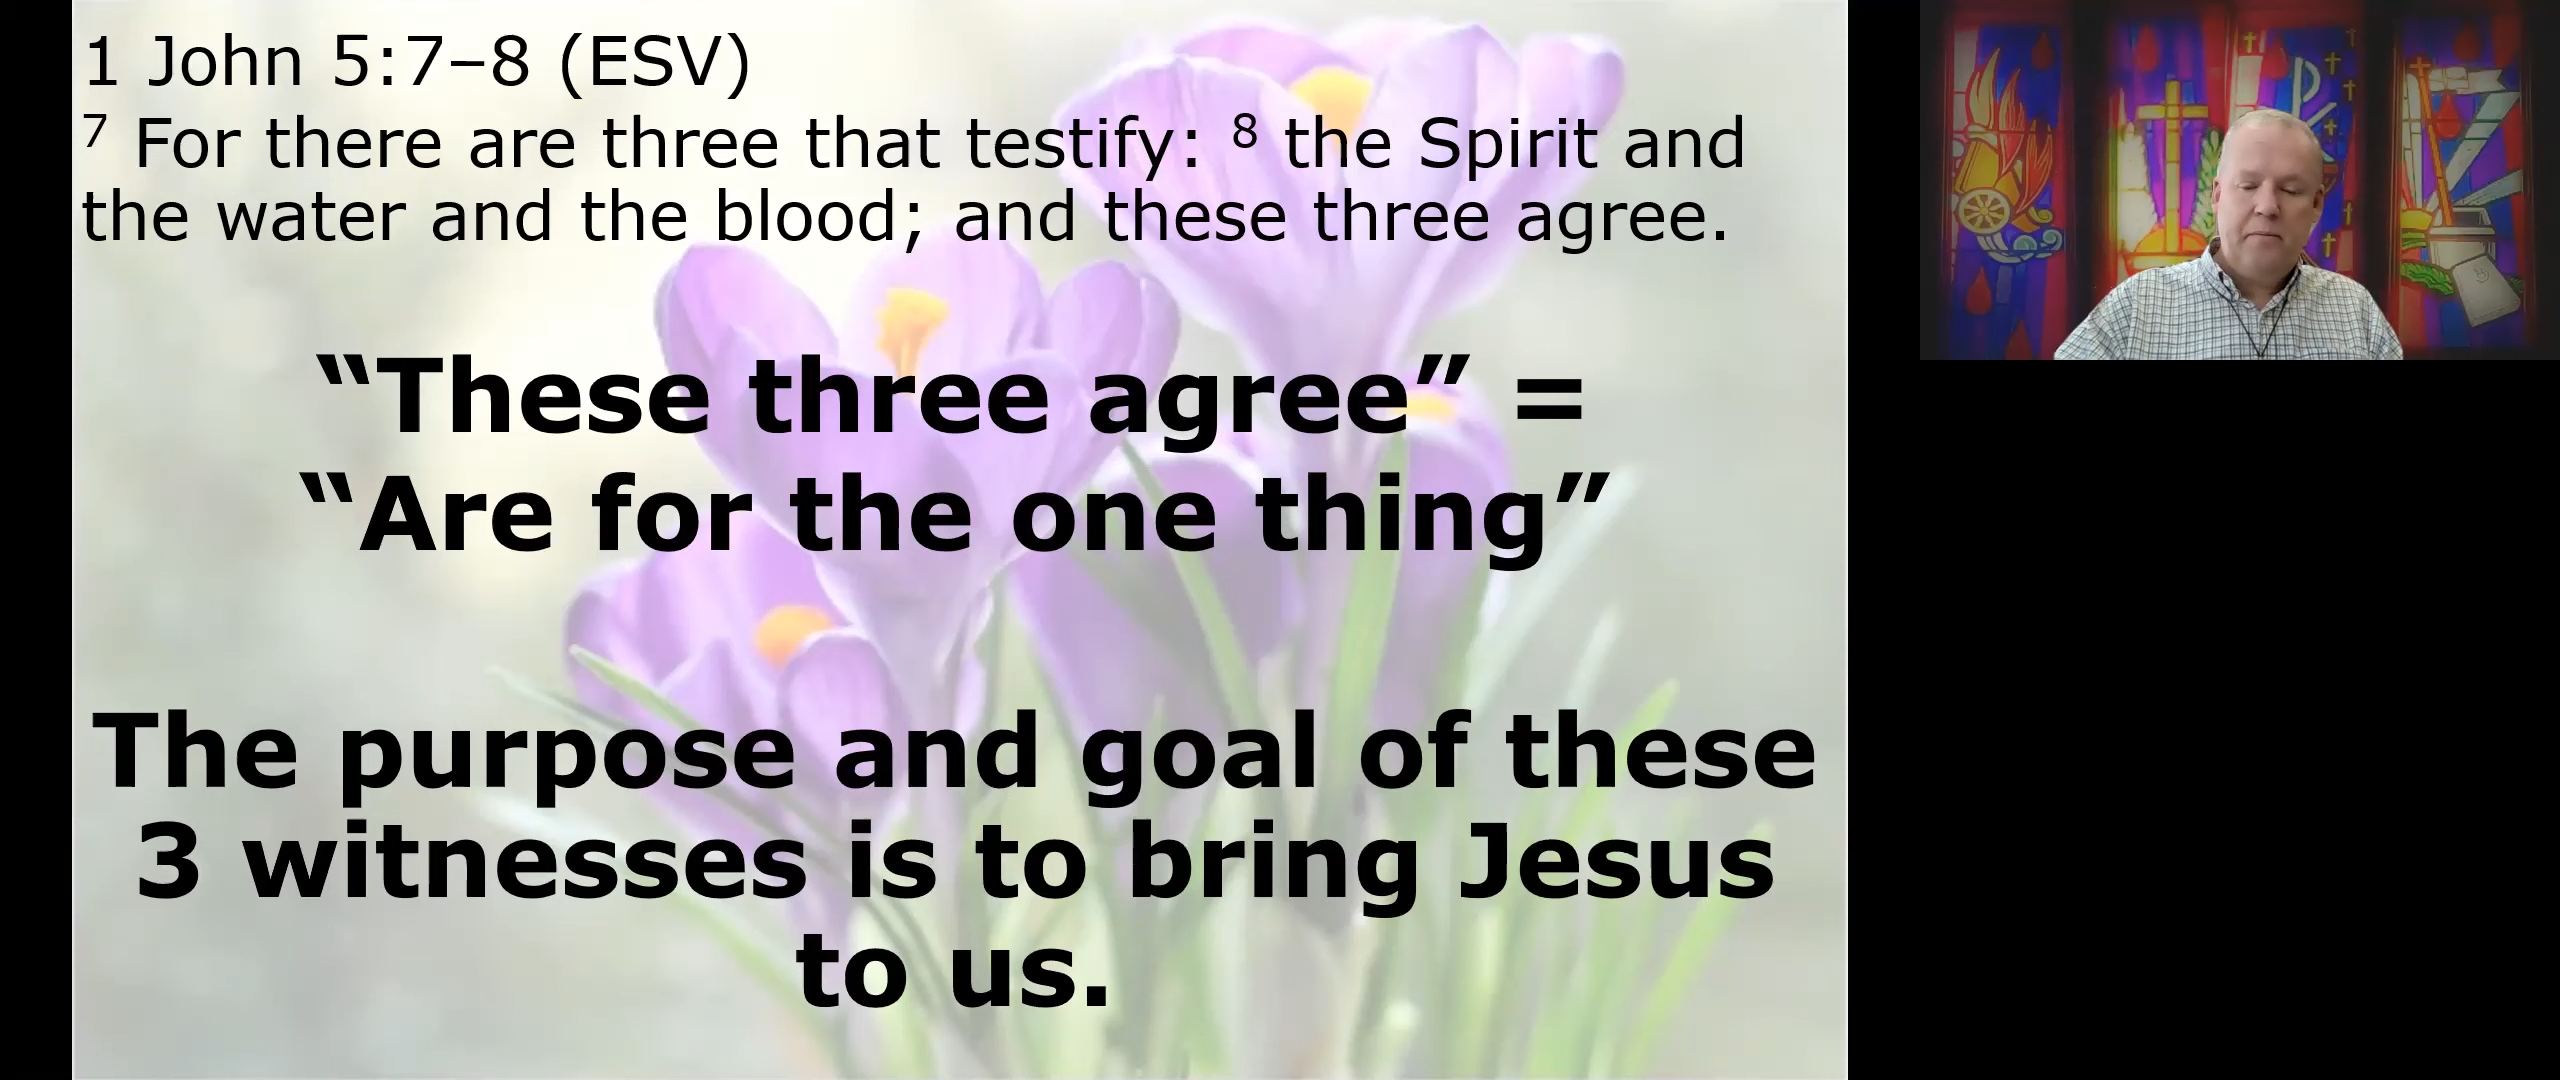 1 John 5:7–8 (ESV)
7 For there are three that testify: 8 the Spirit and
the water and the blood; and these three agree.
“These three agree” =
“Are for the one thing”
The purpose and goal of these
3 witnesses is to bring Jesus
to us.